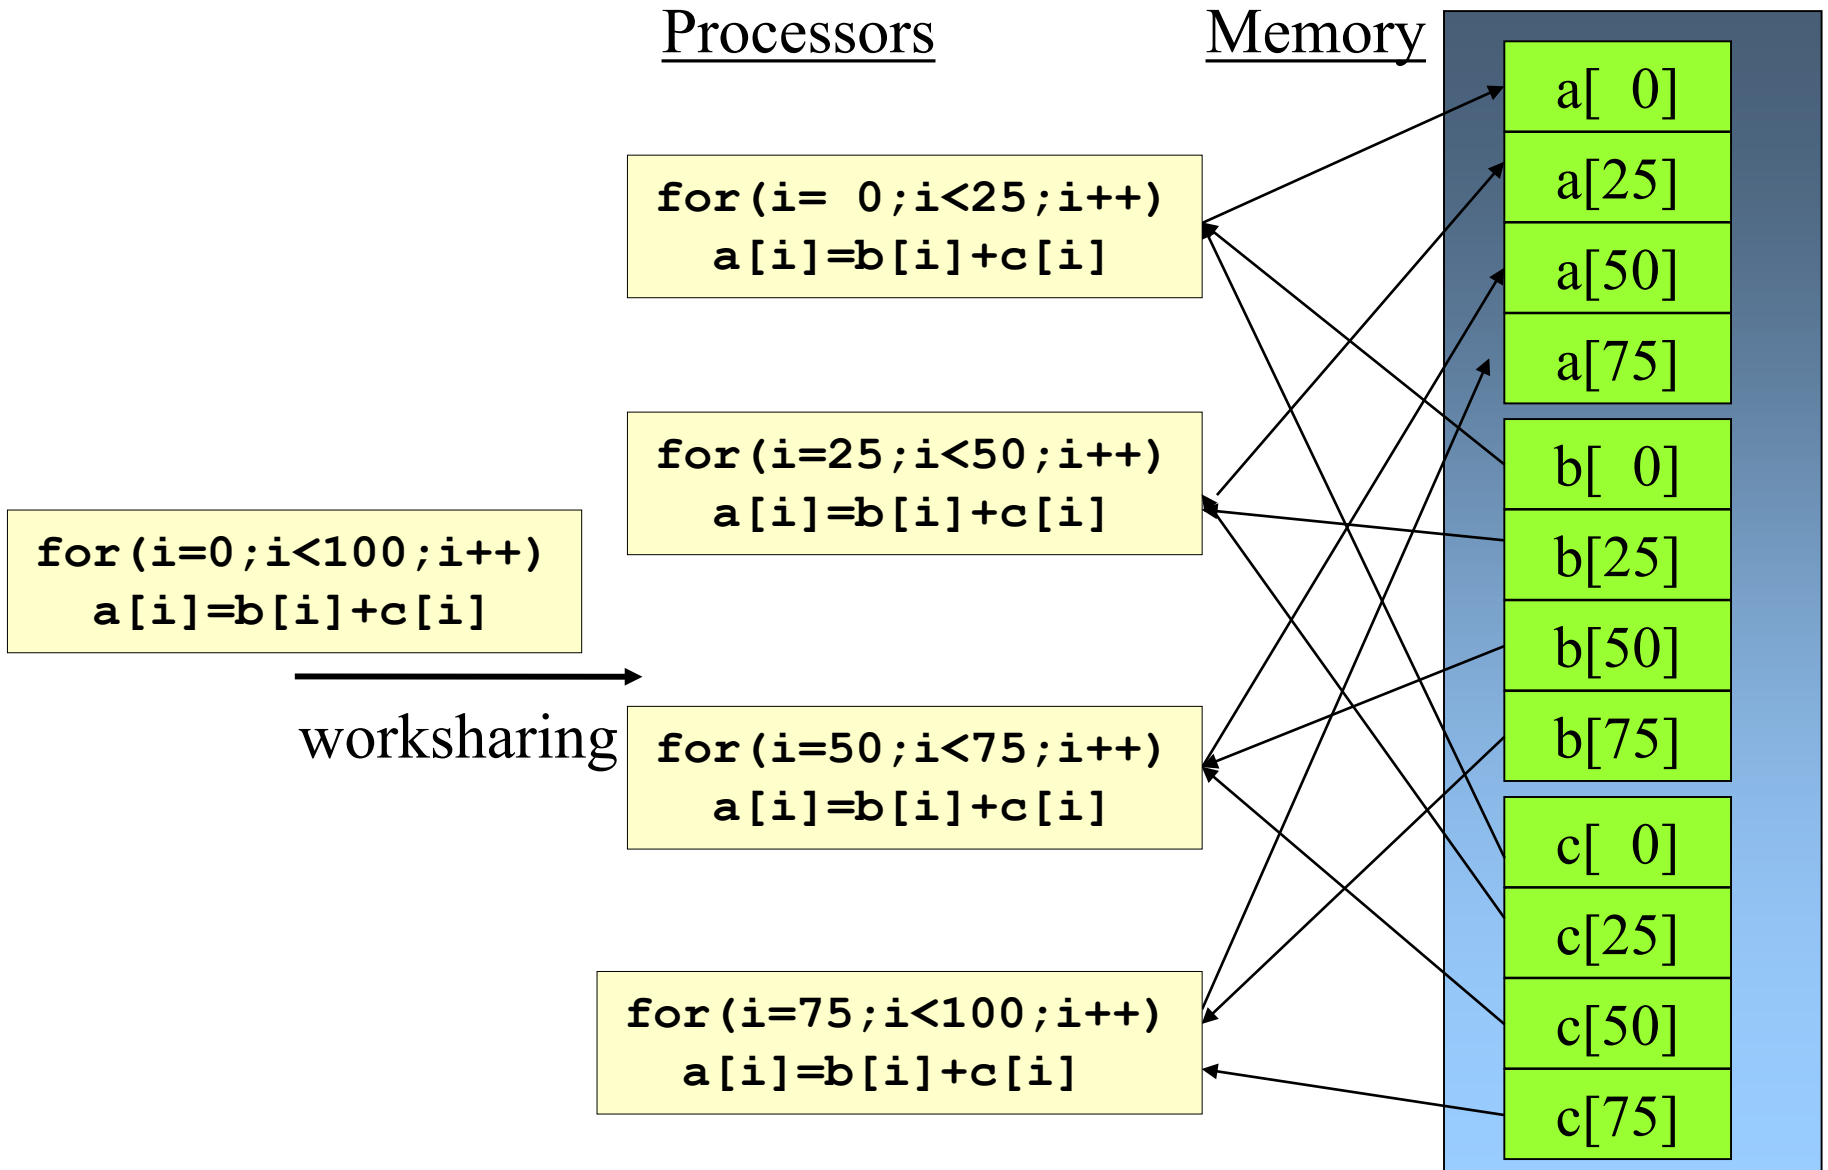 Processors
Memory
for(i=0;i<100;i++)
a[i]=b[i]+c[i]
worksharing
for(i= 0;i<25;i++)
a[i]=b[i]+c[i]
for(i=25;i<50;i++)
a[i]=b[i]+c[i]
for(i=50;i<75;i++)
a[i]=b[i]+c[i]
for(i=75;i<100;i++)
a[i]=b[i]+c[i]
a[  0]
a[25]
a[50]
a[75]
b[  0]
b[25]
b[50]
b[75]
c[  0]
c[25]
c[50]
c[75]